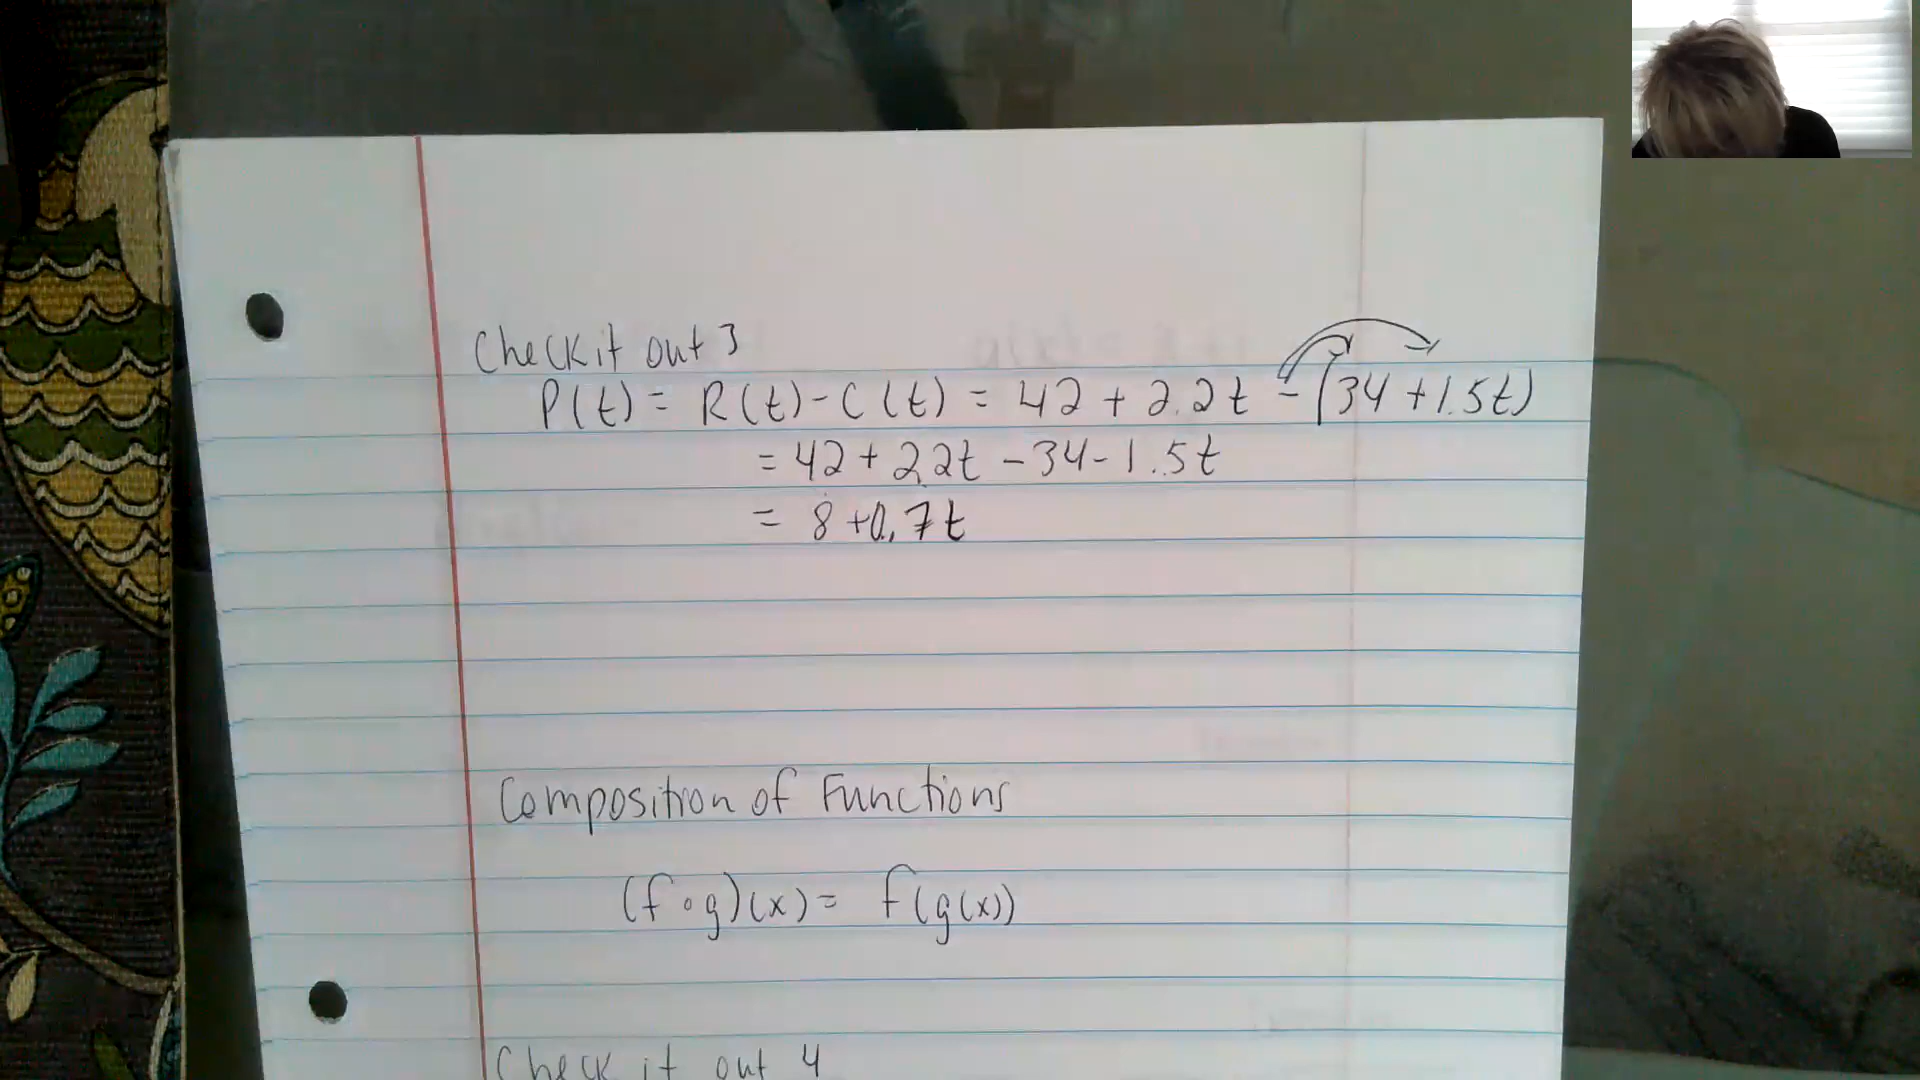 Check it out 3
P(t) = R(t) - C(t) = 42 + 2.2t - (34 + 1.5t)
= 42 + 2.2t - 34 - 1.5t
= 8 + 0.7t
Composition of Functions
(f∘g)(x) = f(g(x))
Check it out 4